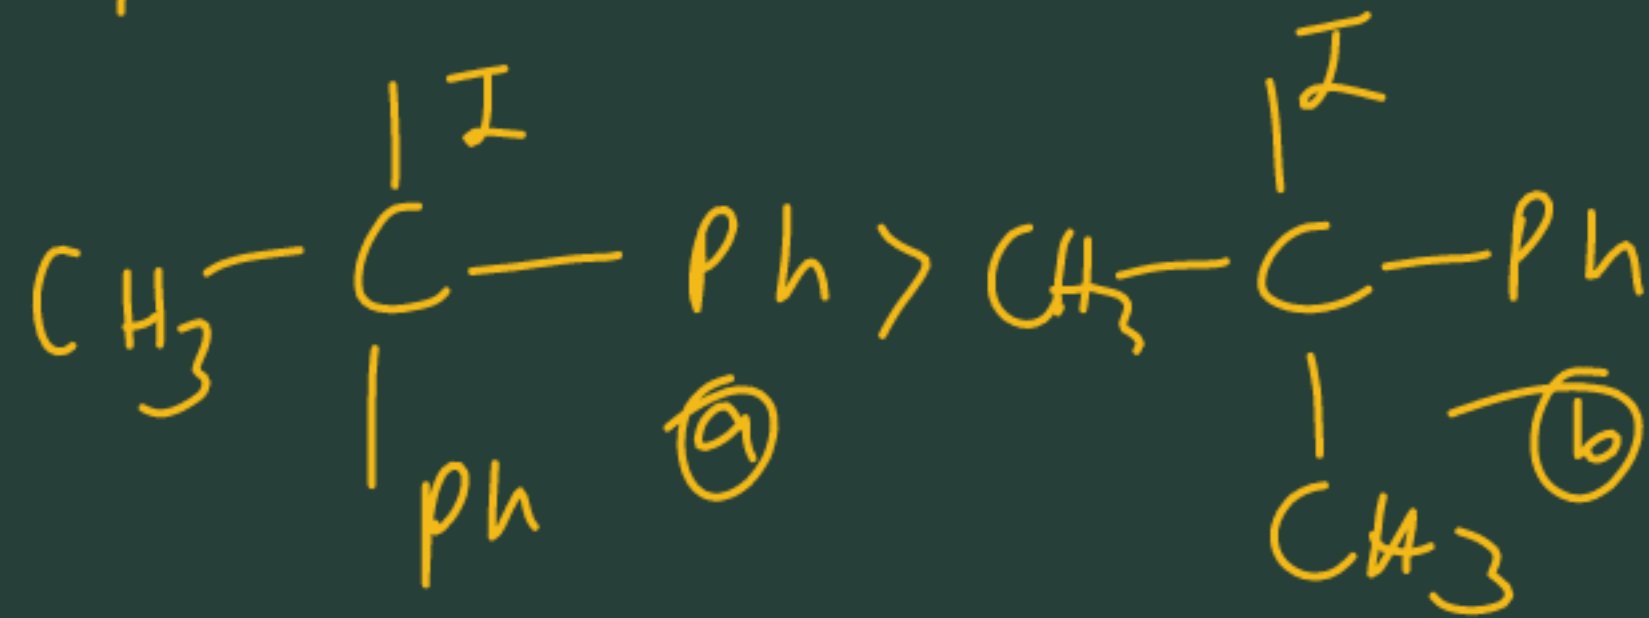 I I
CH3 — C — Ph > CH3 — C — Ph
Ph (a) CH3 (b)